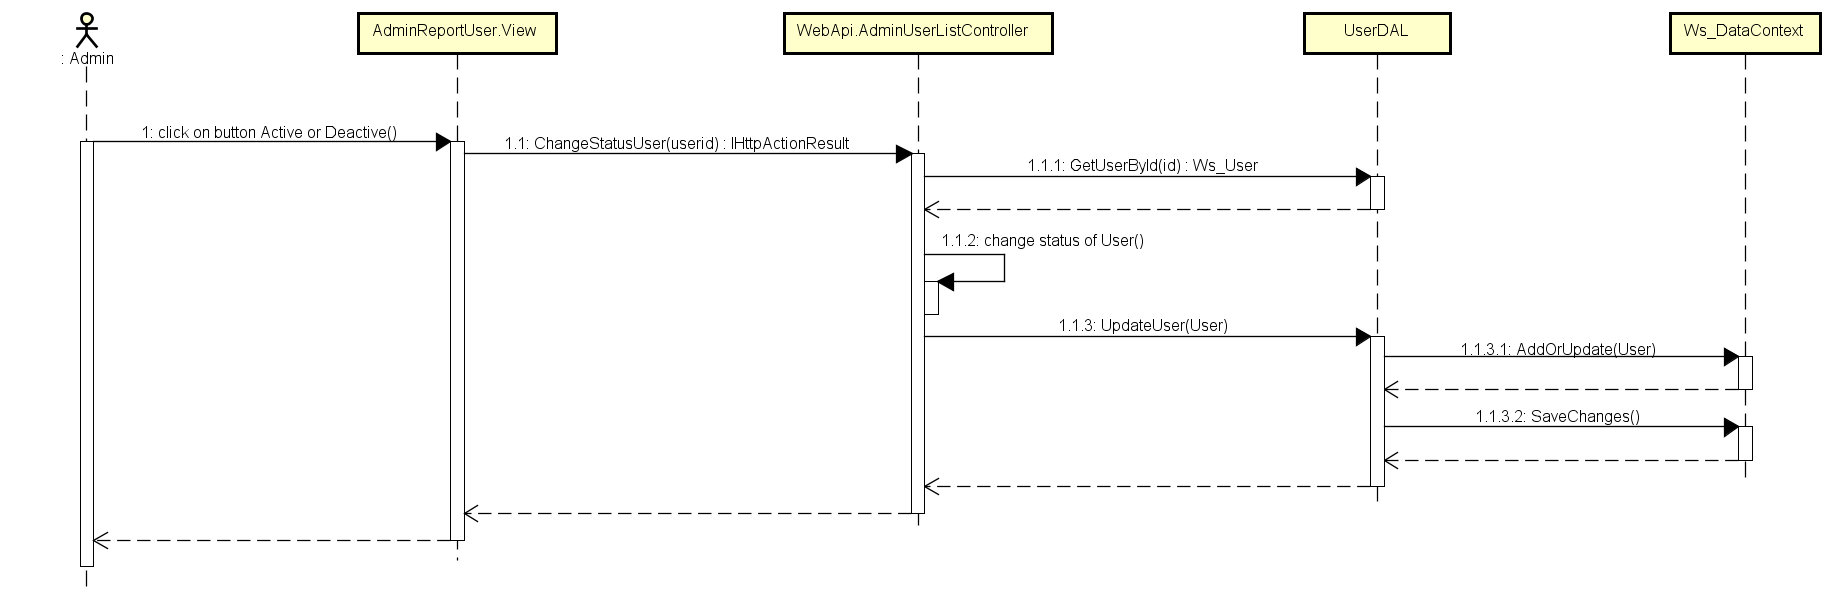 : Admin
AdminReportUser.View
WebApi.AdminUserListController
UserDAL
Ws_DataContext
1: click on button Active or Deactive()
1.1: ChangeStatusUser(userid) : IHttpActionResult
1.1.1: GetUserById(id) : Ws_User
1.1.2: change status of User()
1.1.3: UpdateUser(User)
1.1.3.1: AddOrUpdate(User)
1.1.3.2: SaveChanges()